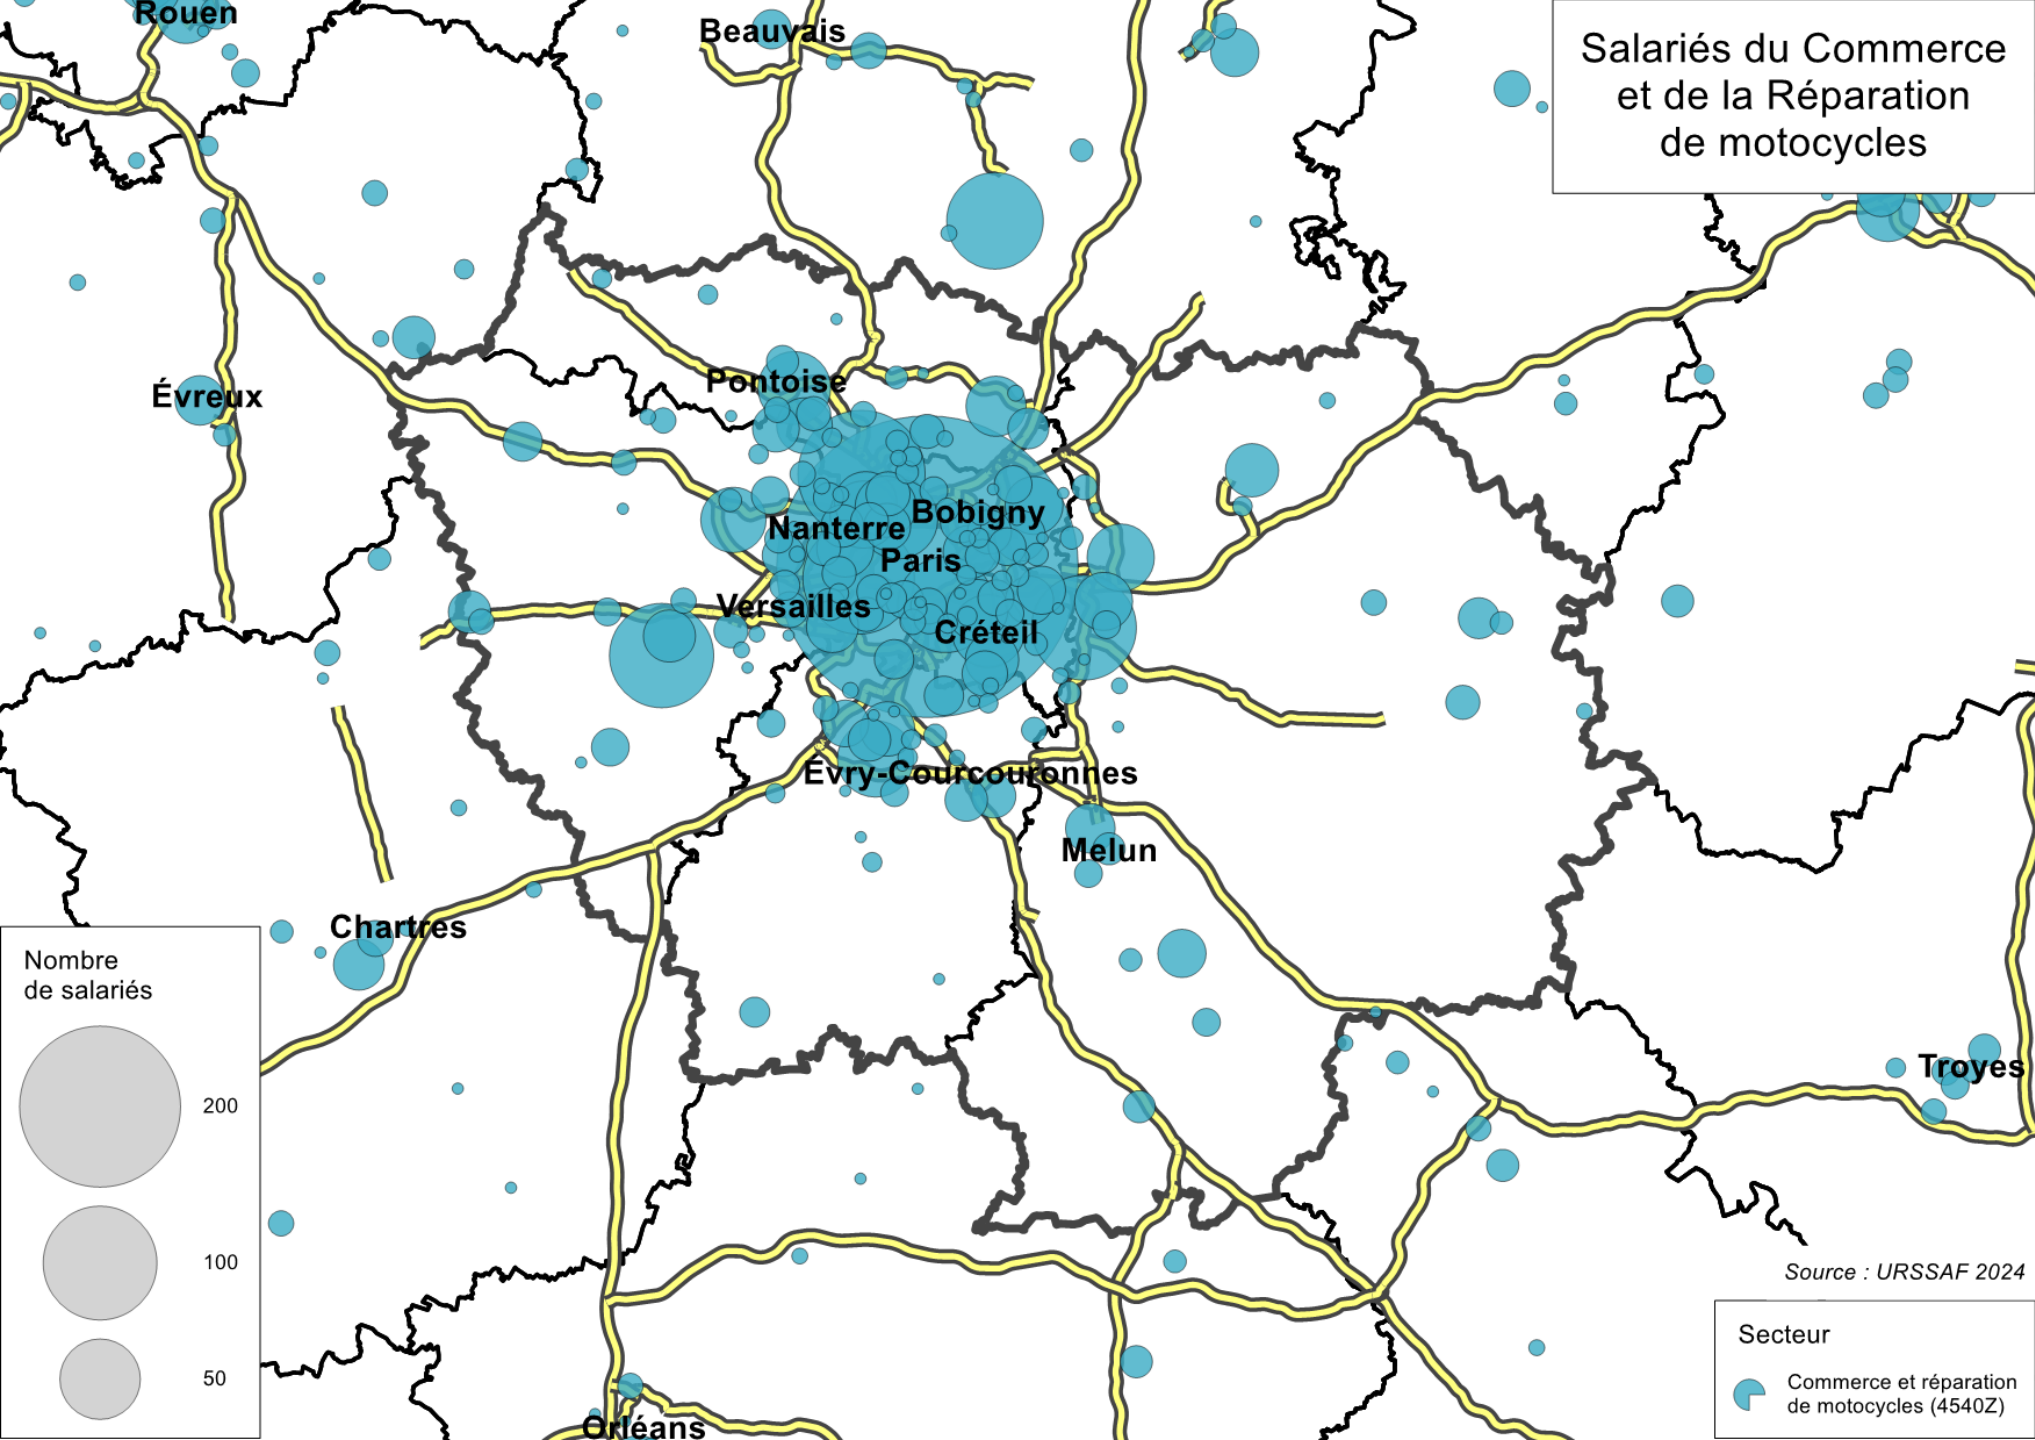 Rouen
Beauvais
Salariés du Commerce
et de la Réparation
de motocycles
Pontoise
Évreux
Bobigny
Nanterre
Paris
Versailles
Créteil
Évry-Courcouronnes
Melun
Chartres
Nombre
de salariés
200
100
50
Troyes
Source : URSSAF 2024
Secteur
Commerce et réparation
de motocycles (4540Z)
Orléans